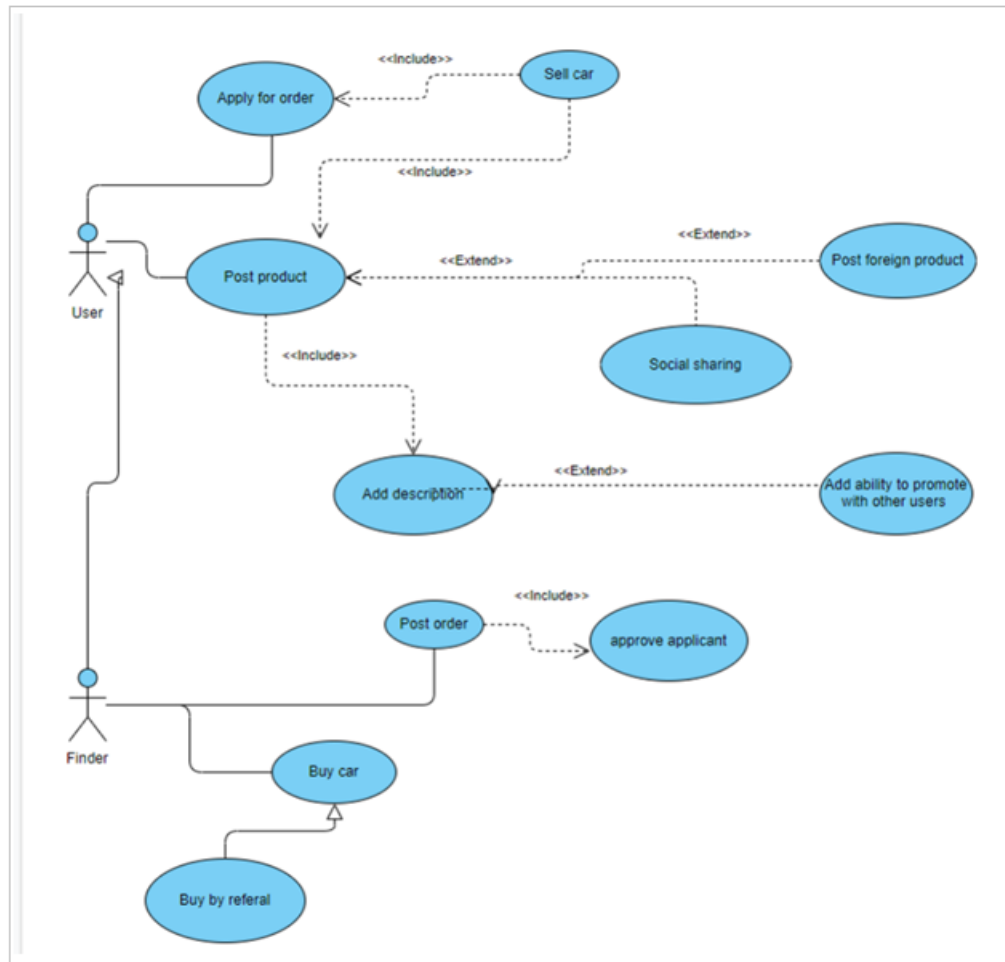 <<Include>>
Sell car
Apply for order
<<Include>>
<<Extend>>
Post foreign product
<<Extend>>
Post product
User
<<Include>>
Social sharing
<<Extend>>
Add description
Add ability to promote
with other users
<<Include>>
Post order
approve applicant
Finder
Buy car
Buy by referal